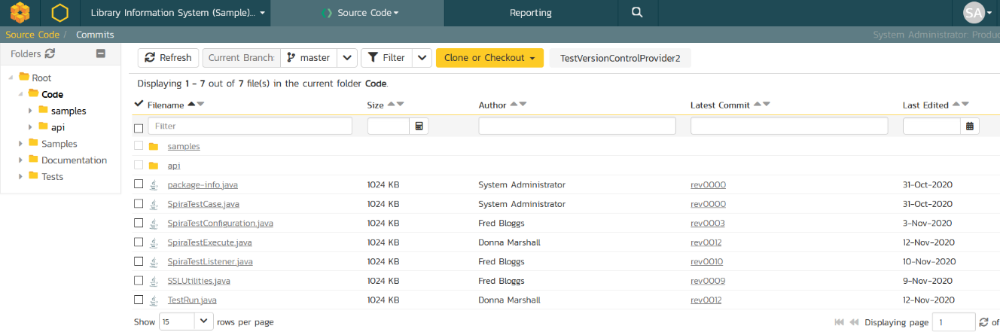 Library Information System (Sample)... Source Code Reporting SA
Source Code / Commits System Administrator: Produc
Folders Refresh Current Branch: master Filter Clone or Checkout TestVersionControlProvider2
Root
Code
samples
api
Samples
Documentation
Tests
Displaying 1 - 7 out of 7 file(s) in the current folder Code.
Filename Size Author Latest Commit Last Edited
Filter
samples
api
package-info.java 1024 KB System Administrator rev0000 31-Oct-2020
SpiraTestCase.java 1024 KB System Administrator rev0000 31-Oct-2020
SpiraTestConfiguration.java 1024 KB Fred Bloggs rev0003 3-Nov-2020
SpiraTestExecute.java 1024 KB Donna Marshall rev0012 12-Nov-2020
SpiraTestListener.java 1024 KB Fred Bloggs rev0010 10-Nov-2020
SSLUtilities.java 1024 KB Fred Bloggs rev0009 9-Nov-2020
TestRun.java 1024 KB Donna Marshall rev0012 12-Nov-2020
Show 15 rows per page Displaying page 1 of